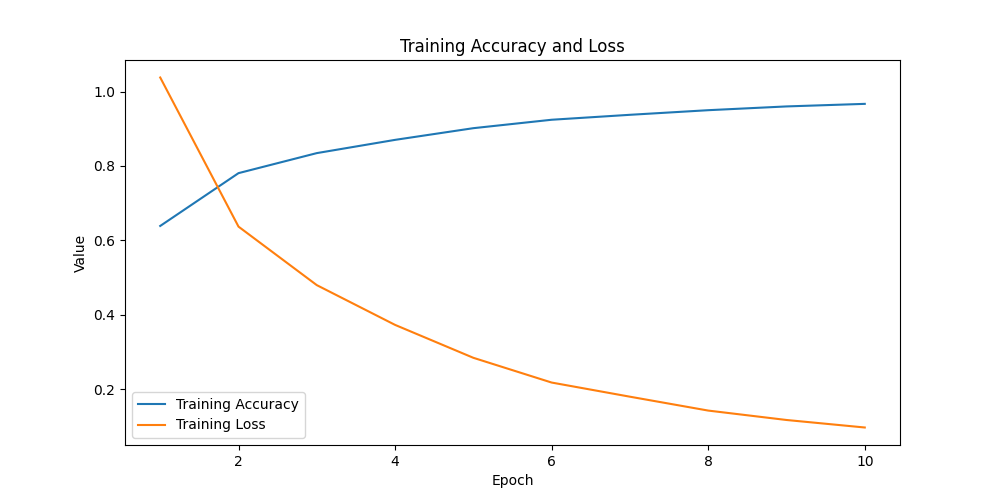 Training Accuracy and Loss
1.0
0.8
0.6
0.4
0.2
Value
Training Accuracy
Training Loss
2 4 6 8 10
Epoch